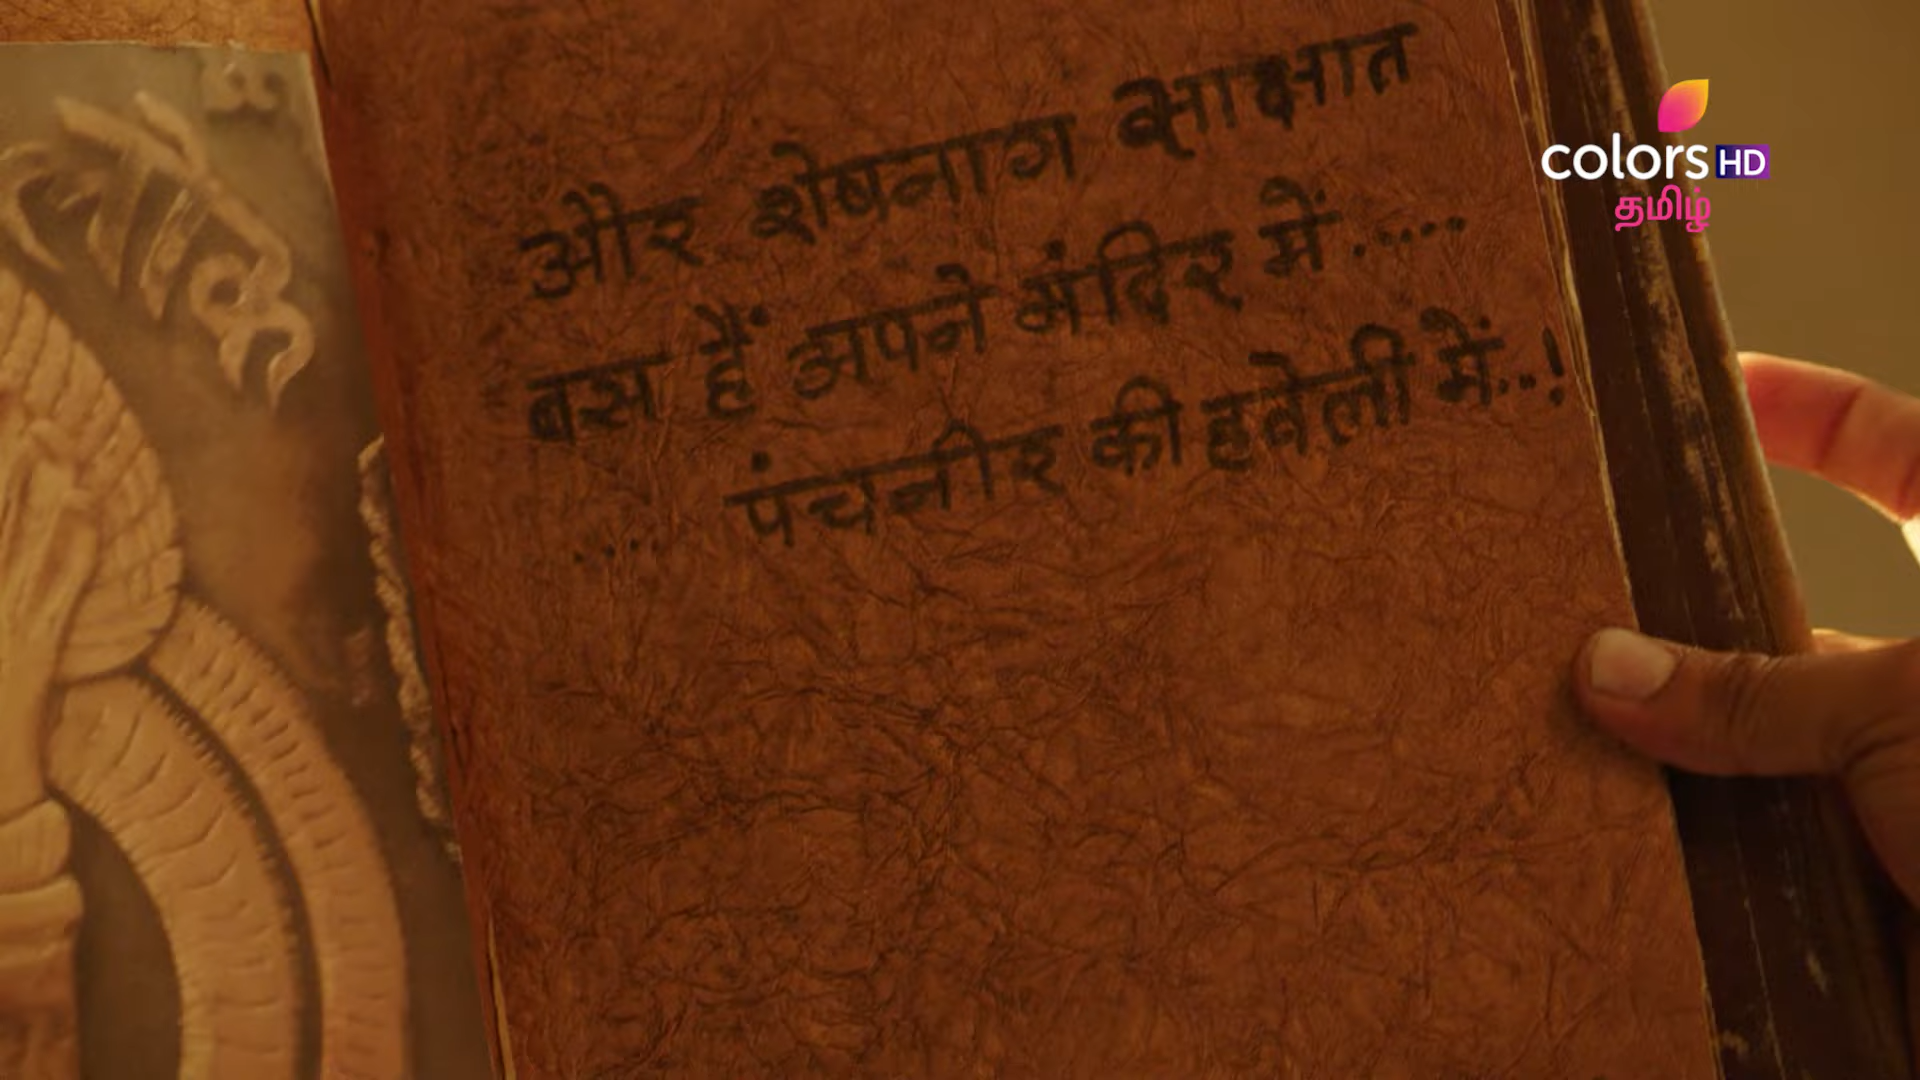 और शेषनाग साक्षात
बस हैं अपने मंदिर में.....
.... पंचनीर की हवेली में...!
colors HD
தமிழ்